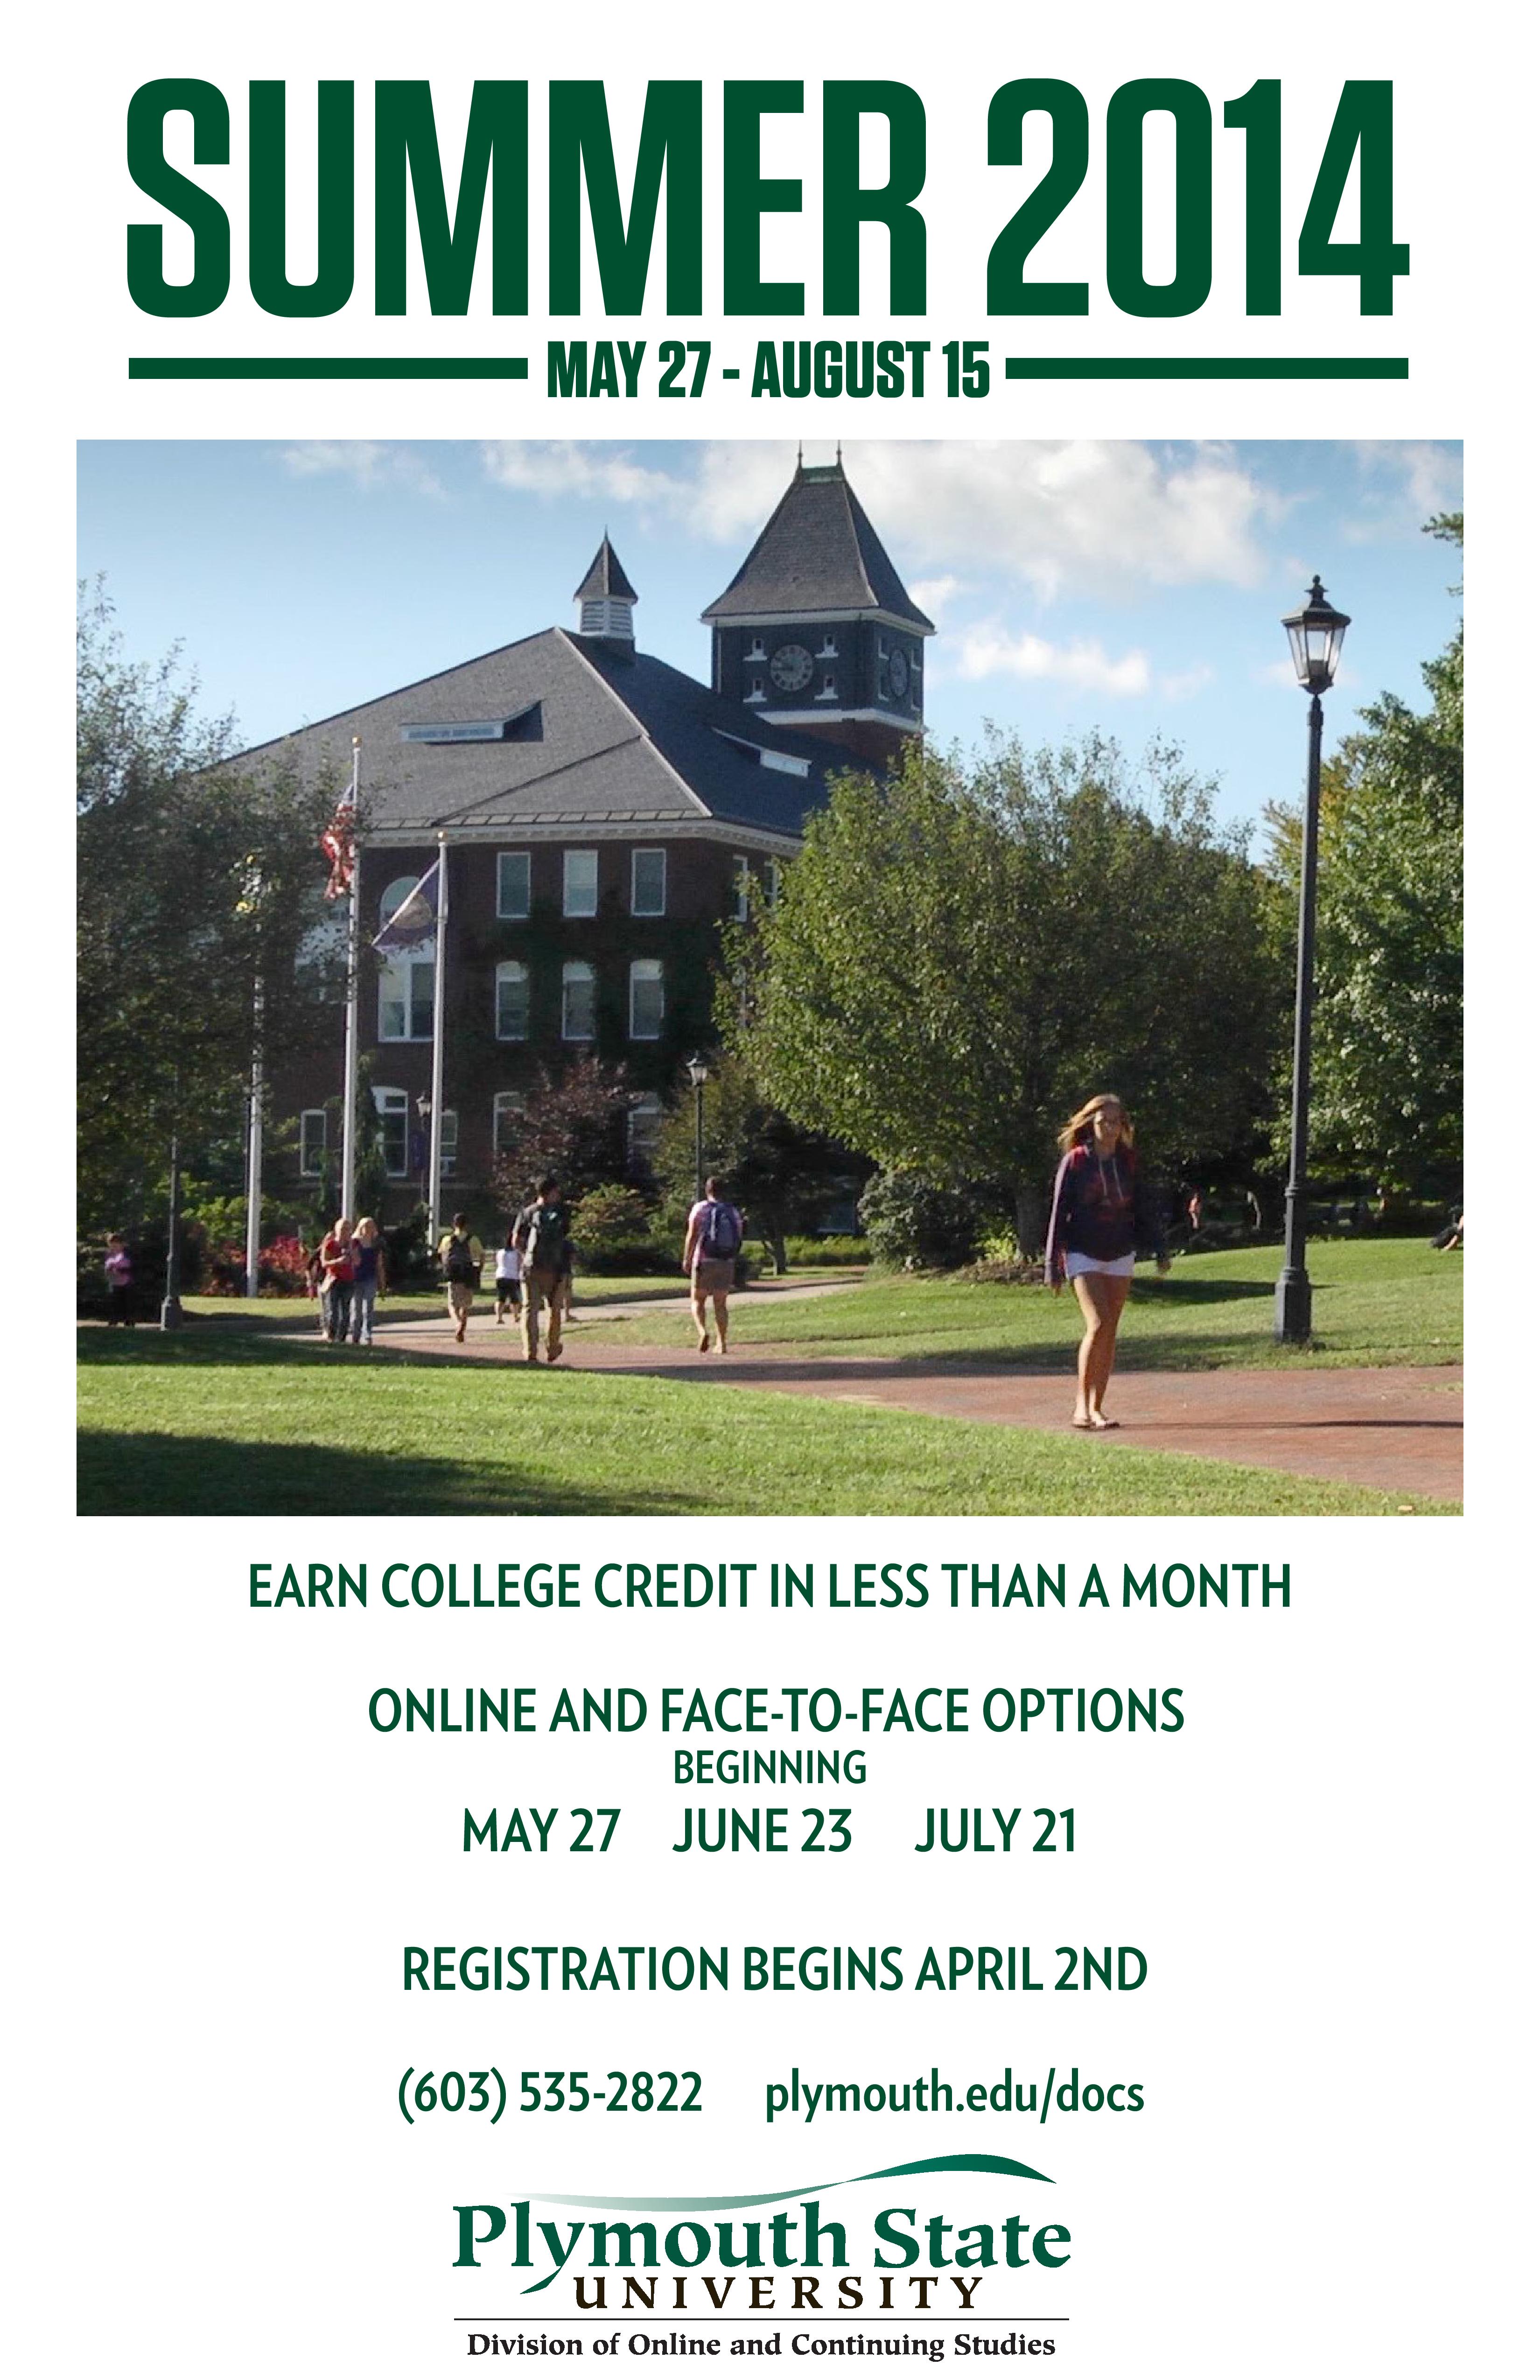 SUMMER 2014
MAY 27 - AUGUST 15
EARN COLLEGE CREDIT IN LESS THAN A MONTH
ONLINE AND FACE-TO-FACE OPTIONS
BEGINNING
MAY 27 JUNE 23 JULY 21
REGISTRATION BEGINS APRIL 2ND
(603) 535-2822 plymouth.edu/docs
Plymouth State
UNIVERSITY
Division of Online and Continuing Studies